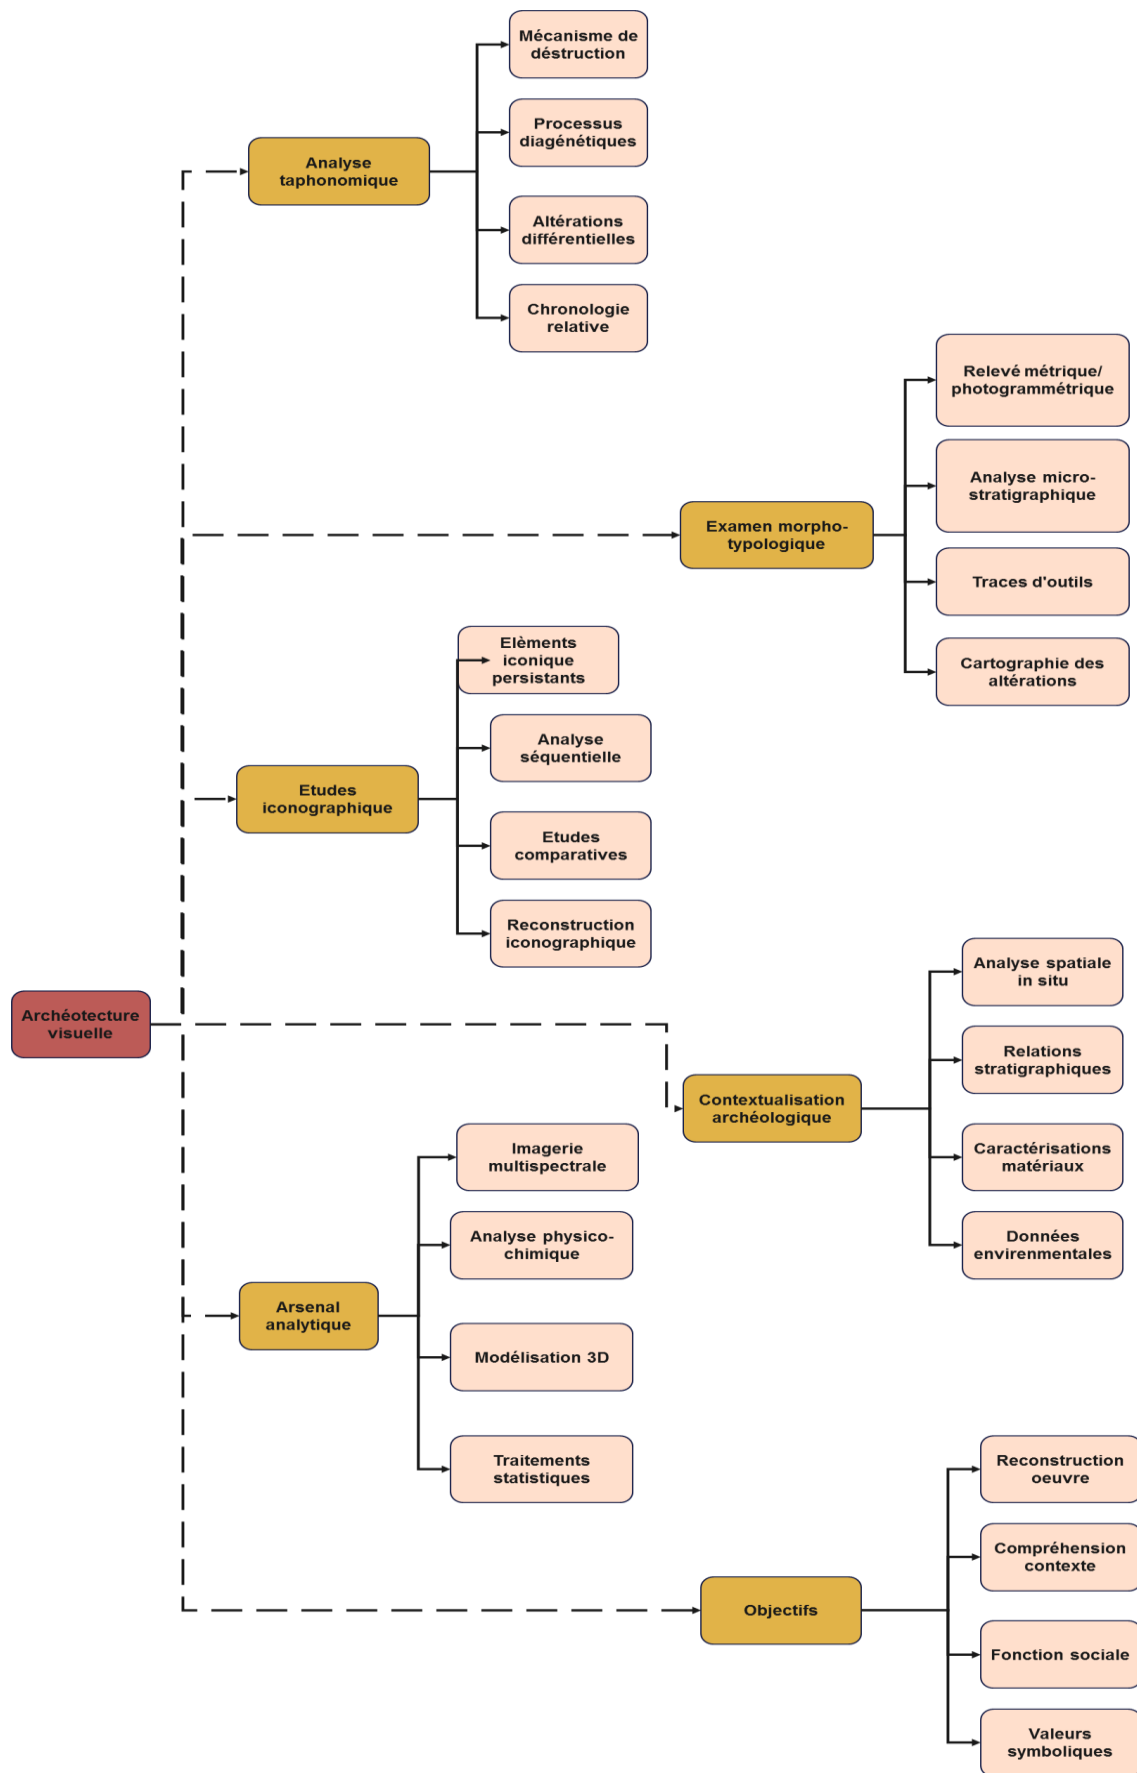 Mécanisme de
déstruction
Processus
diagénétiques
Analyse
taphonomique
Altérations
différentielles
Chronologie
relative
Relevé métrique/
photogrammétrique
Analyse micro-
stratigraphique
Examen morpho-
typologique
Traces d'outils
Cartographie des
altérations
Elèments
iconique
persistants
Analyse
séquentielle
Etudes
iconographique
Etudes
comparatives
Reconstruction
iconographique
Archéotecture
visuelle
Analyse spatiale
in situ
Relations
stratigraphiques
Contextualisation
archéologique
Caractérisations
matériaux
Données
envirenmentales
Imagerie
multispectrale
Analyse physico-
chimique
Arsenal
analytique
Modélisation 3D
Traitements
statistiques
Reconstruction
oeuvre
Compréhension
contexte
Objectifs
Fonction sociale
Valeurs
symboliques